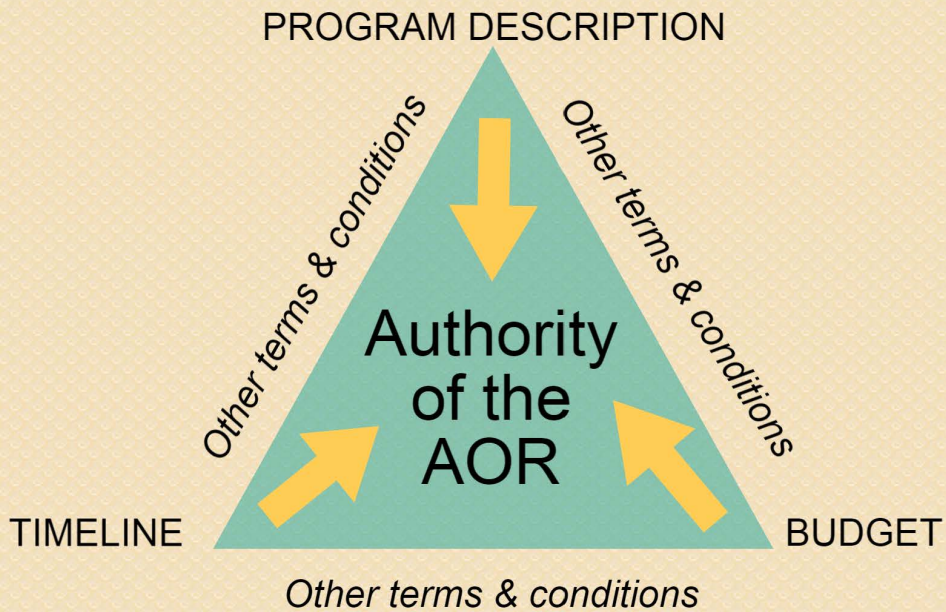 PROGRAM DESCRIPTION
Other terms & conditions
Other terms & conditions
Authority
of the
AOR
TIMELINE
BUDGET
Other terms & conditions